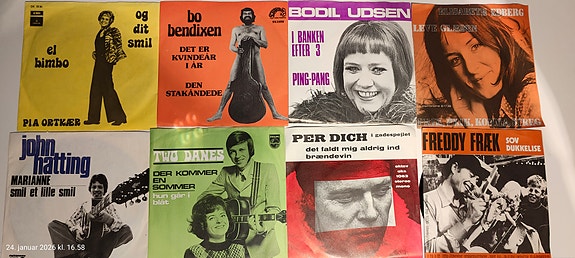 og
dit
smil
el
bimbo
PIA ORTKÆR
bo
bendixen
DET ER
KVINDEÅR I
ÅR
DEN
STAKÅNDEDE
BODIL UDSEN
I BANKEN
EFTER 3
PING-PANG
EDBERG
LEVE GLÆDEN
john
hatting
MARIANNE
smil et lille smil
TWO DANES
DER KOMMER
EN
SOMMER
hun går i
blåt
PER DICH i gadespejlet
det faldt mig aldrig ind
brændevin
FREDDY FRÆK
SOV
DUKKELISE
24. januar 2026 kl. 16.58